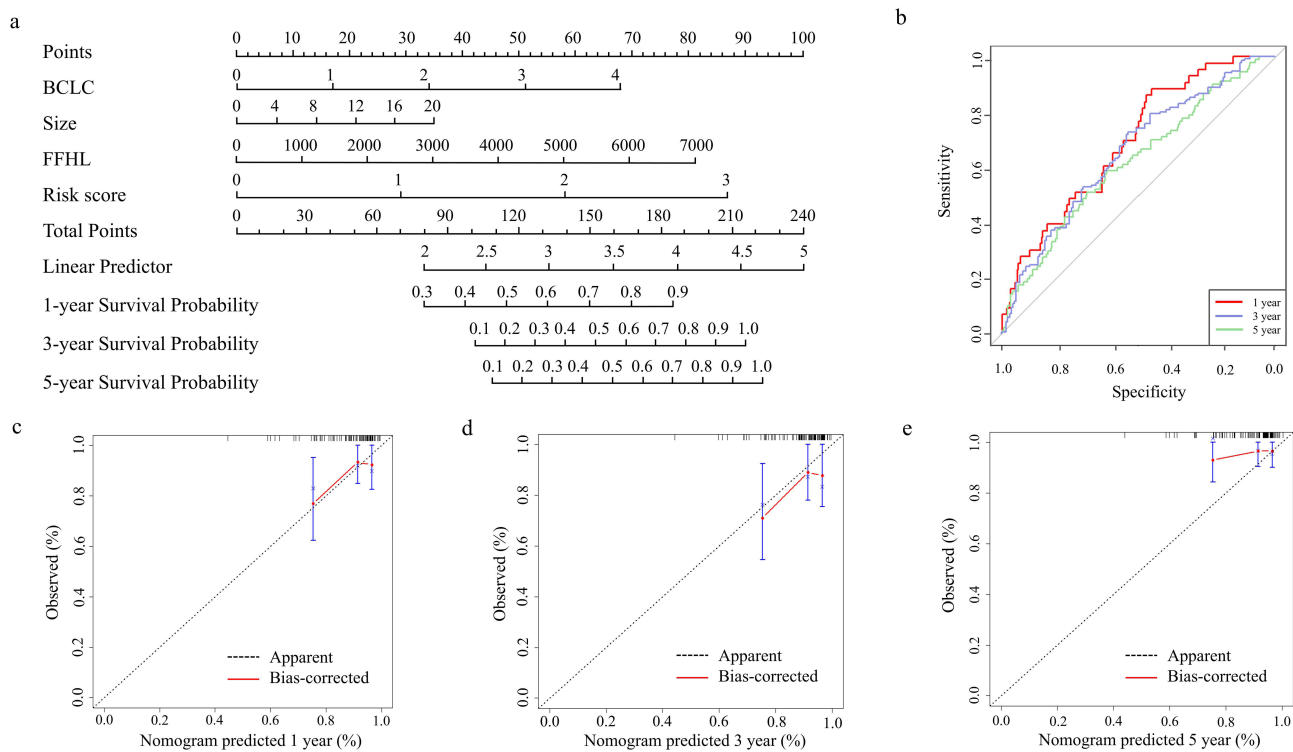 a
Points
0 10 20 30 40 50 60 70 80 90 100
BCLC
0 1 2 3 4
Size
0 4 8 12 16 20
FFHL
0 1000 2000 3000 4000 5000 6000 7000
Risk score
0 1 2 3
Total Points
0 30 60 90 120 150 180 210 240
Linear Predictor
2 2.5 3 3.5 4 4.5 5
1-year Survival Probability
0.3 0.4 0.5 0.6 0.7 0.8 0.9
3-year Survival Probability
0.1 0.2 0.3 0.4 0.5 0.6 0.7 0.8 0.9 1.0
5-year Survival Probability
0.1 0.2 0.3 0.4 0.5 0.6 0.7 0.8 0.9 1.0
b
Sensitivity
1.0
0.8
0.6
0.4
0.2
0.0
1 year
3 year
5 year
1.0 0.8 0.6 0.4 0.2 0.0
Specificity
c
Observed (%)
1.0
0.8
0.6
0.4
0.2
0.0
Apparent
Bias-corrected
0.0 0.2 0.4 0.6 0.8 1.0
Nomogram predicted 1 year (%)
d
Observed (%)
1.0
0.8
0.6
0.4
0.2
0.0
Apparent
Bias-corrected
0.0 0.2 0.4 0.6 0.8 1.0
Nomogram predicted 3 year (%)
e
Observed (%)
1.0
0.8
0.6
0.4
0.2
0.0
Apparent
Bias-corrected
0.0 0.2 0.4 0.6 0.8 1.0
Nomogram predicted 5 year (%)